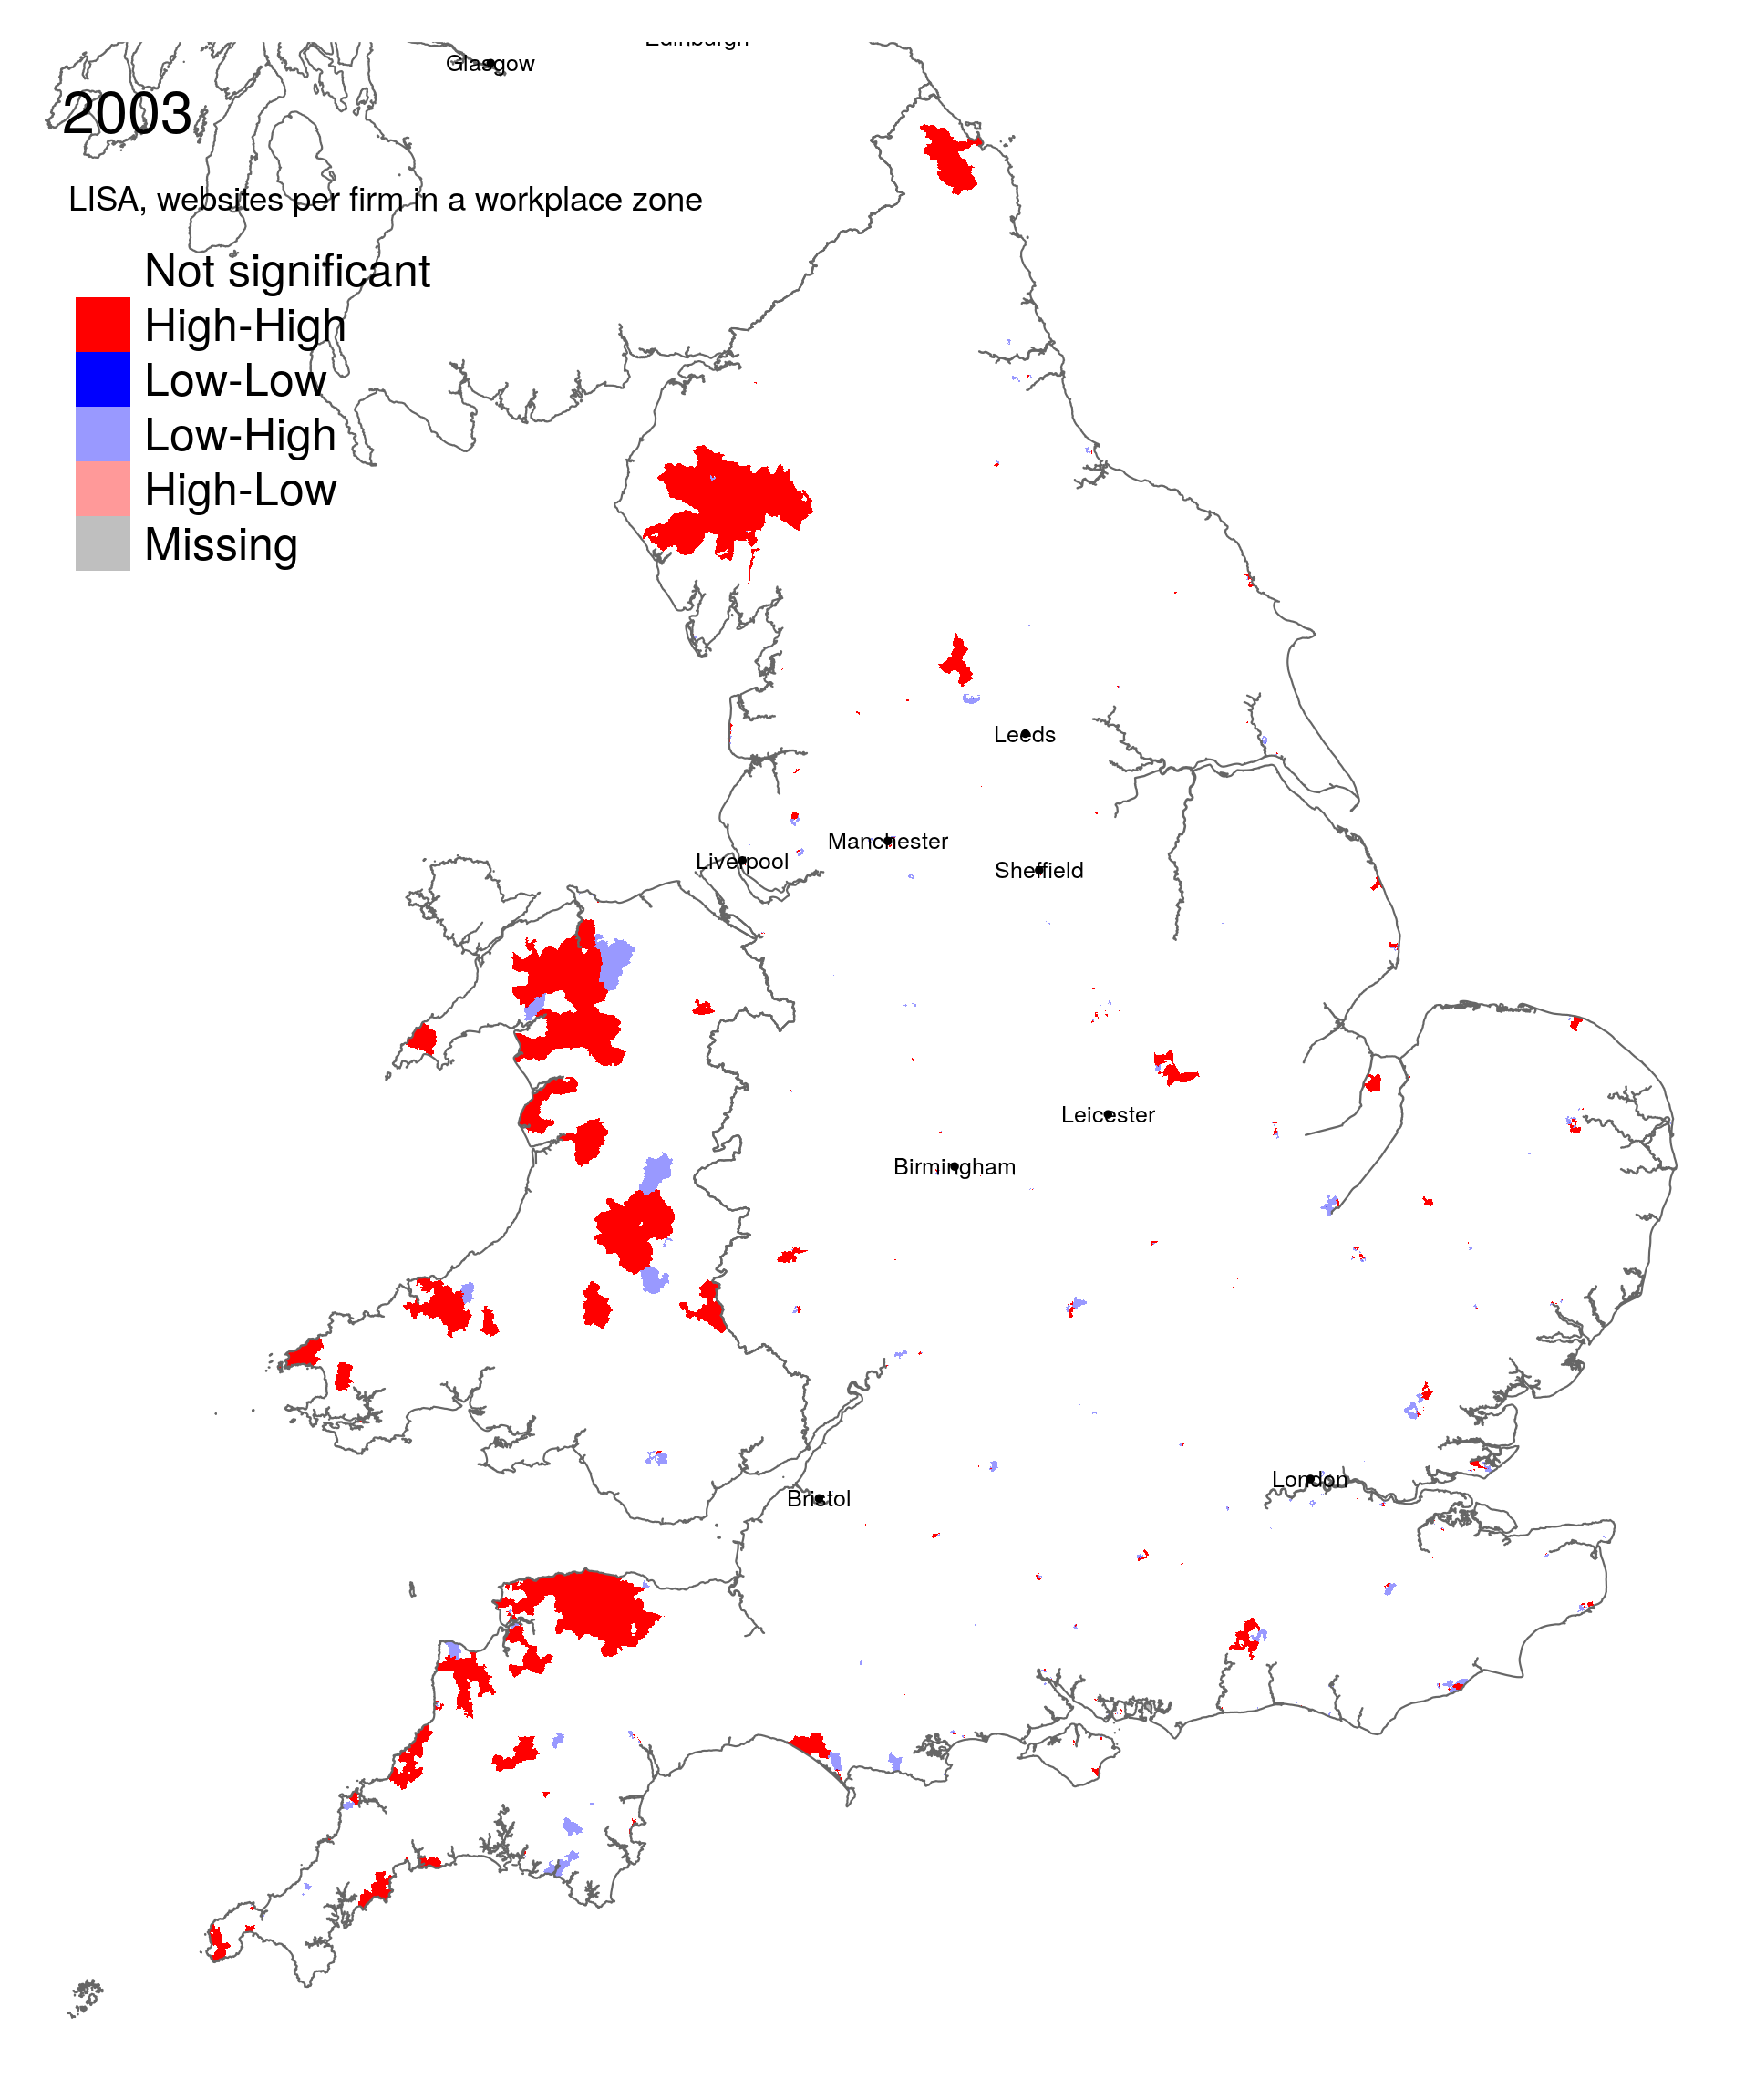 Edinburgh
Glasgow
2003
LISA, websites per firm in a workplace zone
Not significant
High-High
Low-Low
Low-High
High-Low
Missing
Leeds
Manchester
Liverpool
Sheffield
Leicester
Birmingham
London
Bristol